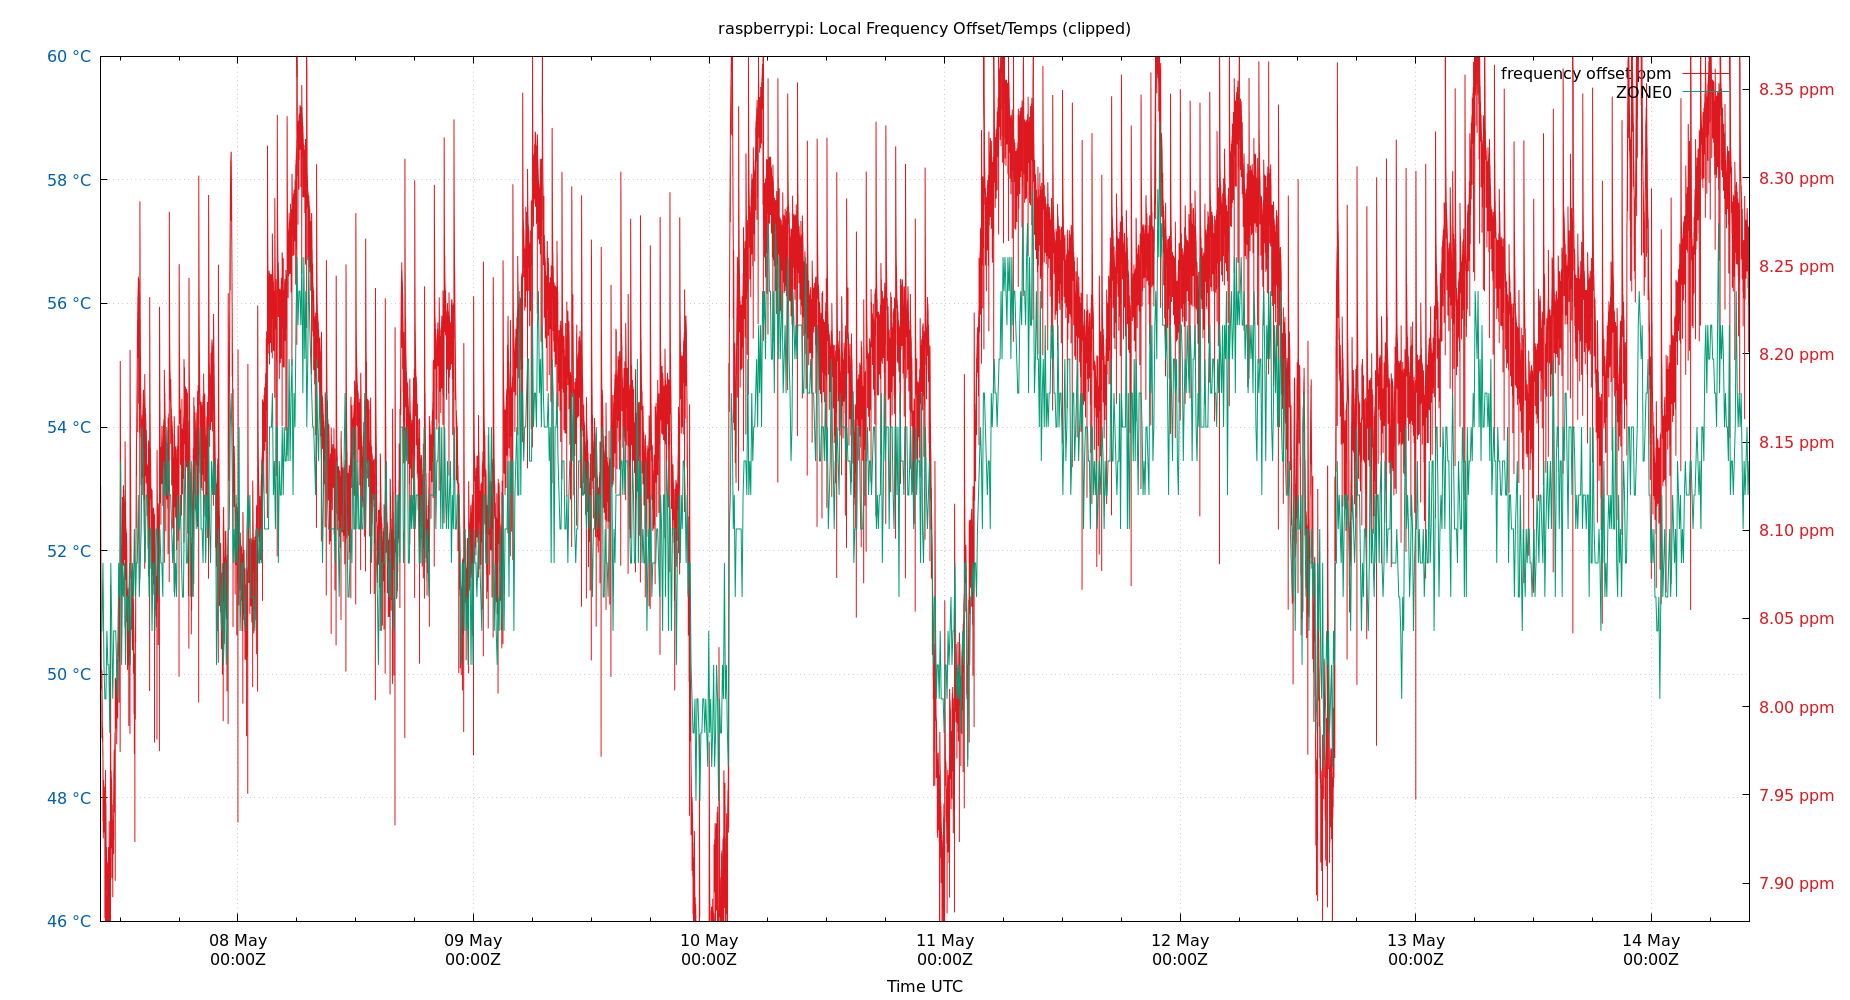 raspberrypi: Local Frequency Offset/Temps (clipped)
60 °C
58 °C
56 °C
54 °C
52 °C
50 °C
48 °C
46 °C
frequency offset ppm
ZONE0
8.35 ppm
8.30 ppm
8.25 ppm
8.20 ppm
8.15 ppm
8.10 ppm
8.05 ppm
8.00 ppm
7.95 ppm
7.90 ppm
08 May
00:00Z
09 May
00:00Z
10 May
00:00Z
11 May
00:00Z
12 May
00:00Z
13 May
00:00Z
14 May
00:00Z
Time UTC